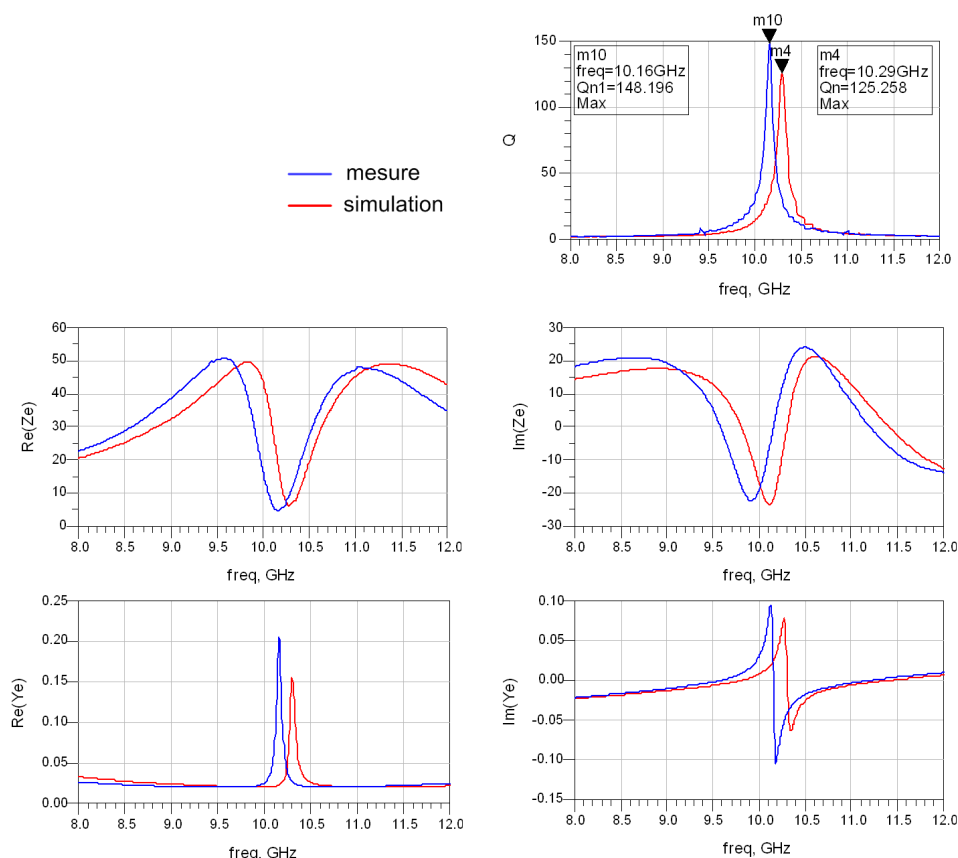 m10
m4
m10
freq=10.16GHz
Qn1=148.196
Max
m4
freq=10.29GHz
Qn=125.258
Max
150
100
50
0
Q
8.0 8.5 9.0 9.5 10.0 10.5 11.0 11.5 12.0
freq, GHz
mesure
simulation
60
50
40
30
20
10
0
Re(Ze)
8.0 8.5 9.0 9.5 10.0 10.5 11.0 11.5 12.0
freq, GHz
30
20
10
0
-10
-20
-30
Im(Ze)
8.0 8.5 9.0 9.5 10.0 10.5 11.0 11.5 12.0
freq, GHz
0.25
0.20
0.15
0.10
0.05
0.00
Re(Ye)
8.0 8.5 9.0 9.5 10.0 10.5 11.0 11.5 12.0
freq, GHz
0.10
0.05
0.00
-0.05
-0.10
-0.15
Im(Ye)
8.0 8.5 9.0 9.5 10.0 10.5 11.0 11.5 12.0
freq, GHz